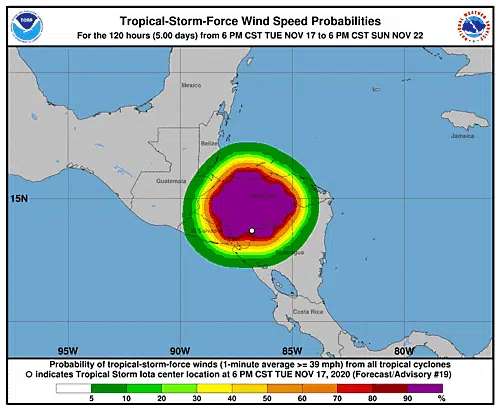 Tropical-Storm-Force Wind Speed Probabilities
For the 120 hours (5.00 days) from 6 PM CST TUE NOV 17 to 6 PM CST SUN NOV 22
Mexico
Belize
Jamaica
Guatemala
15N
Honduras
El Salvador
Nicaragua
Costa Rica
95W 90W 85W 80W
Probability of tropical-storm-force winds (1-minute average >= 39 mph) from all tropical cyclones
O indicates Tropical Storm Iota center location at 6 PM CST TUE NOV 17, 2020 (Forecast/Advisory #19)
5 10 20 30 40 50 60 70 80 90 %